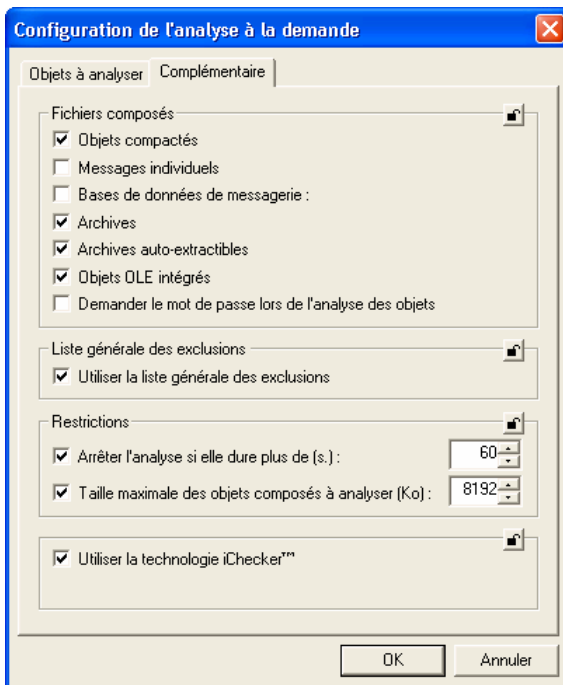 Configuration de l'analyse à la demande
Objets à analyser
Complémentaire
Fichiers composés
Objets compactés
Messages individuels
Bases de données de messagerie :
Archives
Archives auto-extractibles
Objets OLE intégrés
Demander le mot de passe lors de l'analyse des objets
Liste générale des exclusions
Utiliser la liste générale des exclusions
Restrictions
Arrêter l'analyse si elle dure plus de (s.) : 60
Taille maximale des objets composés à analyser (Ko) : 8192
Utiliser la technologie iChecker™
OK
Annuler